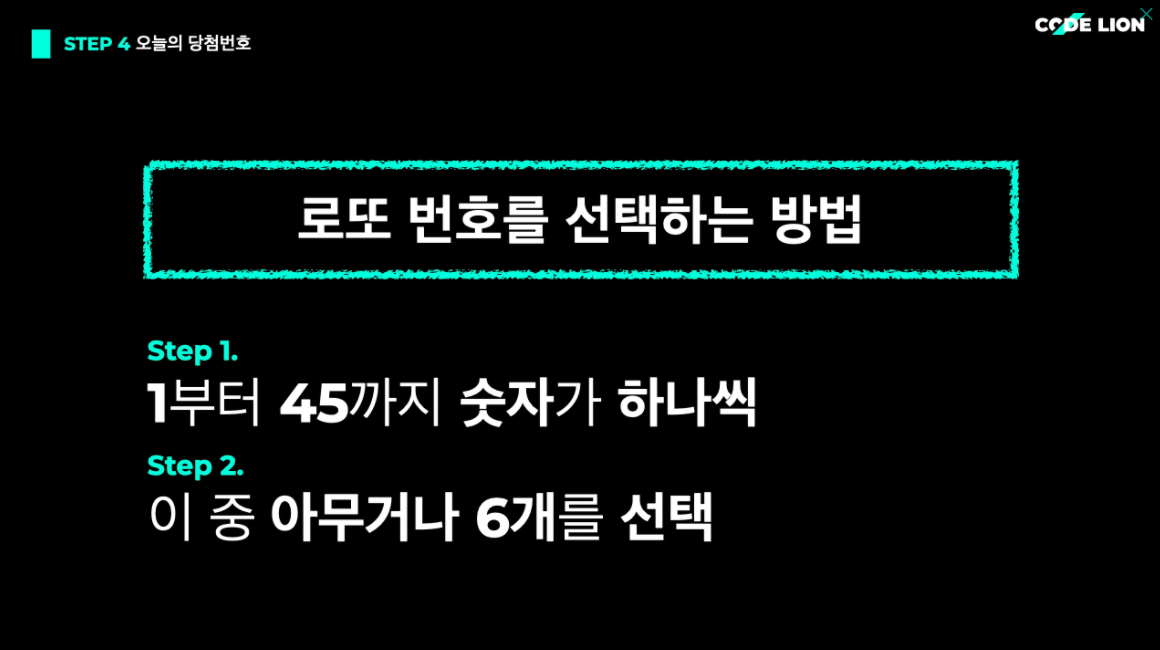 STEP 4 오늘의 당첨번호
CODE LION
로또 번호를 선택하는 방법
Step 1.
1부터 45까지 숫자가 하나씩
Step 2.
이 중 아무거나 6개를 선택